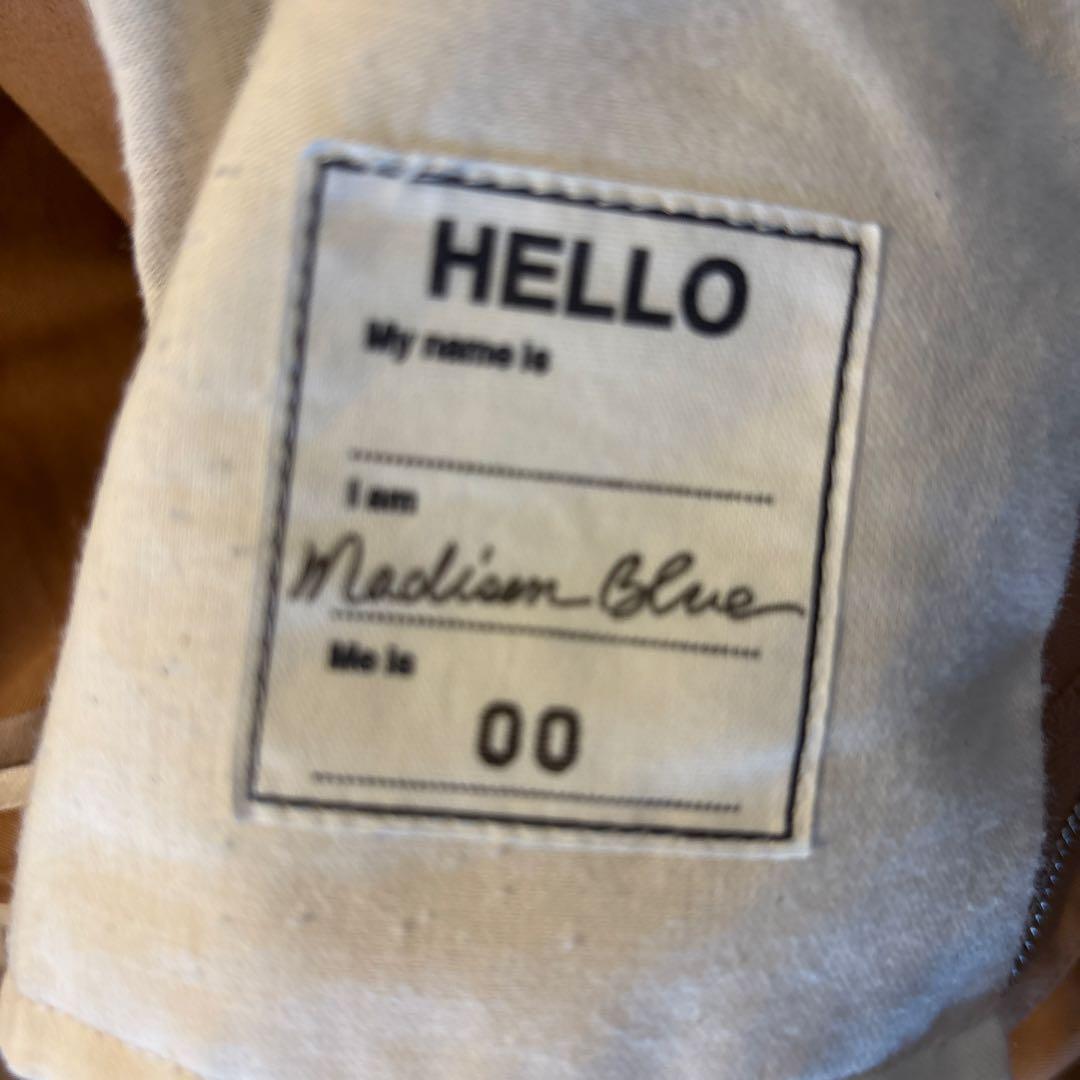 HELLO
My name is
I am
Madison Blue
Me is
00